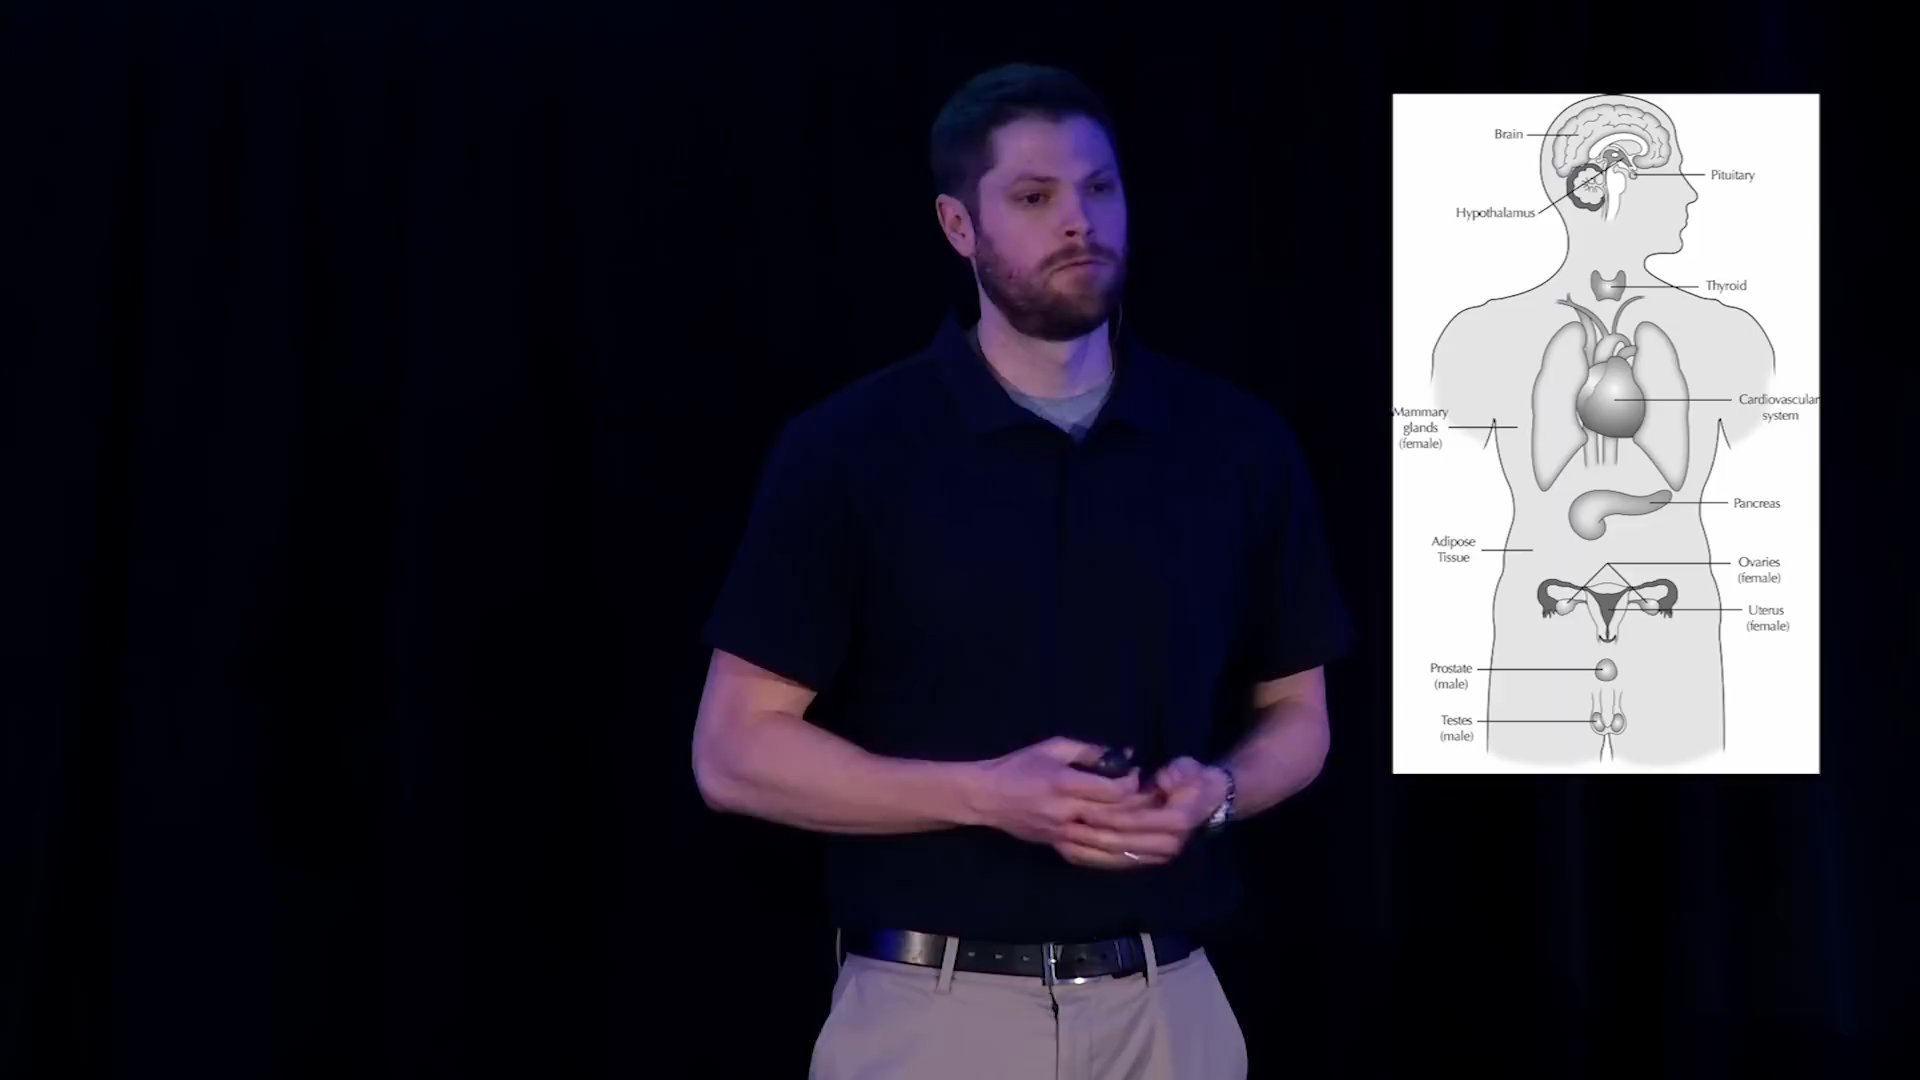 Brain
Pituitary
Hypothalamus
Thyroid
Cardiovascular
system
Mammary
glands
(female)
Pancreas
Adipose
Tissue
Ovaries
(female)
Uterus
(female)
Prostate
(male)
Testes
(male)